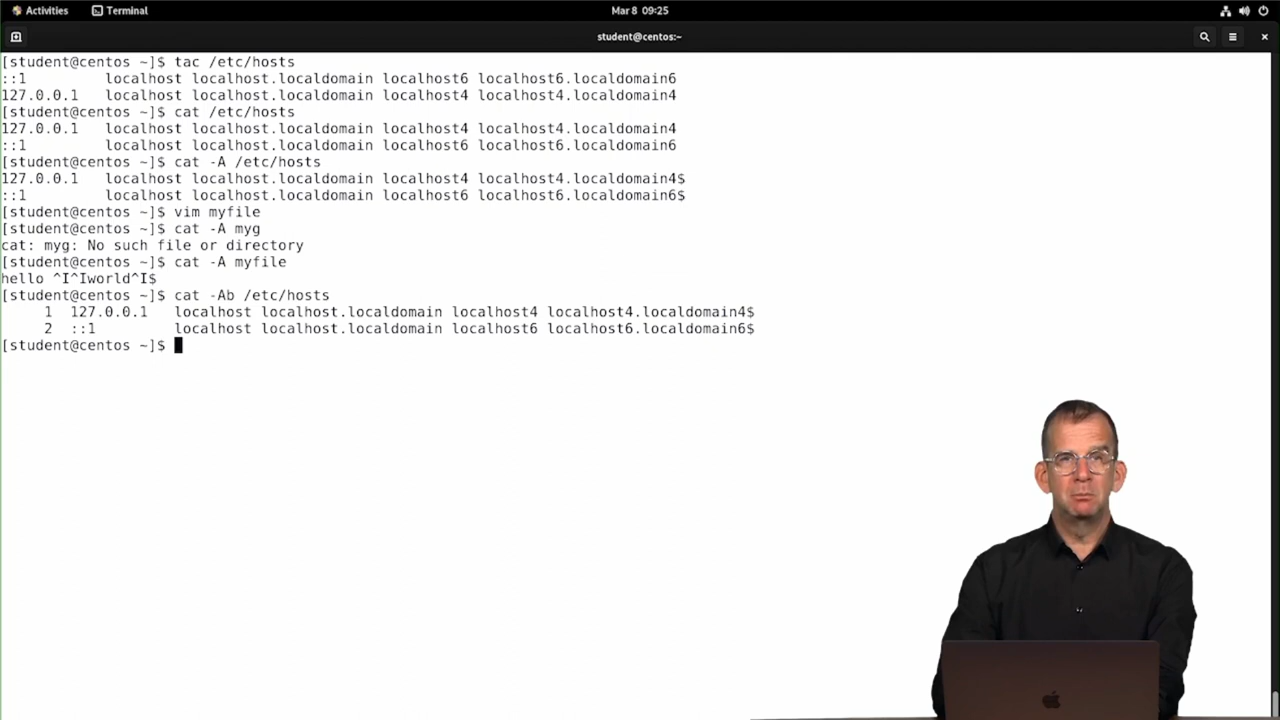 Activities Terminal Mar 8 09:25
student@centos:~
[student@centos ~]$ tac /etc/hosts
::1         localhost localhost.localdomain localhost6 localhost6.localdomain6
127.0.0.1   localhost localhost.localdomain localhost4 localhost4.localdomain4
[student@centos ~]$ cat /etc/hosts
127.0.0.1   localhost localhost.localdomain localhost4 localhost4.localdomain4
::1         localhost localhost.localdomain localhost6 localhost6.localdomain6
[student@centos ~]$ cat -A /etc/hosts
127.0.0.1   localhost localhost.localdomain localhost4 localhost4.localdomain4$
::1         localhost localhost.localdomain localhost6 localhost6.localdomain6$
[student@centos ~]$ vim myfile
[student@centos ~]$ cat -A myg
cat: myg: No such file or directory
[student@centos ~]$ cat -A myfile
hello ^I^Iworld^I$
[student@centos ~]$ cat -Ab /etc/hosts
     1  127.0.0.1   localhost localhost.localdomain localhost4 localhost4.localdomain4$
     2  ::1         localhost localhost.localdomain localhost6 localhost6.localdomain6$
[student@centos ~]$